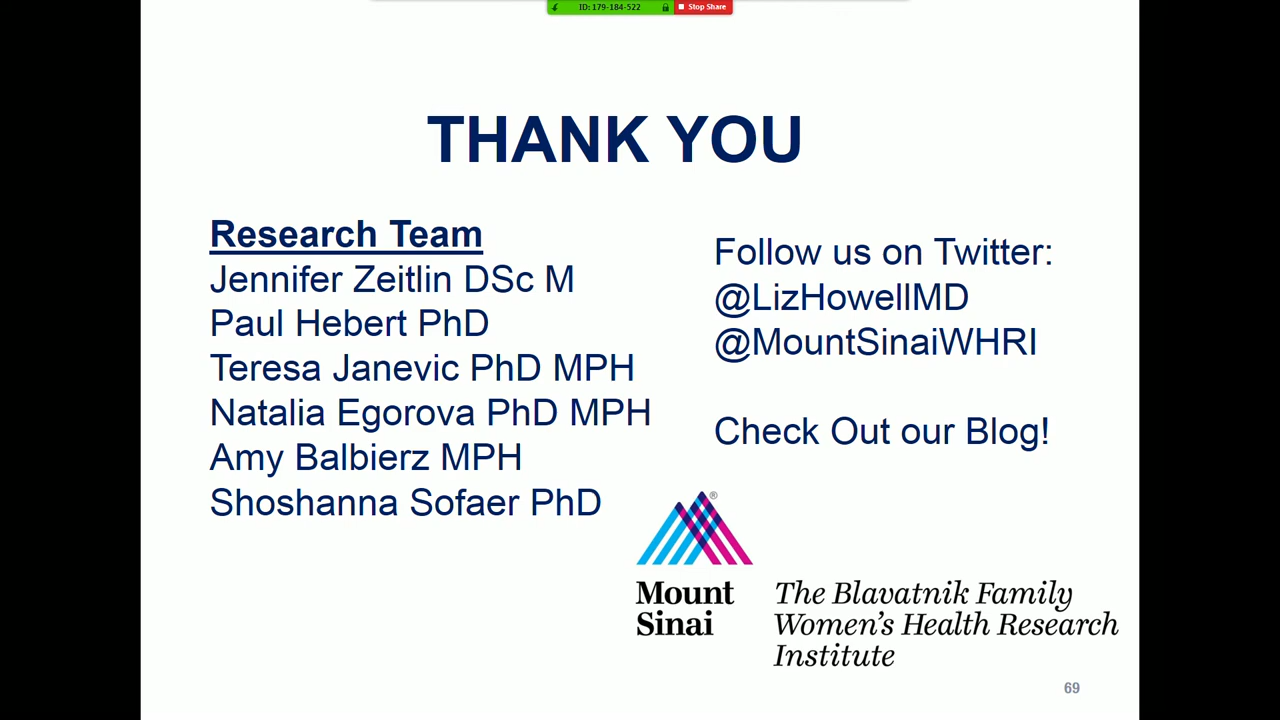 ID: 179-184-522
Stop Share
THANK YOU
Research Team
Jennifer Zeitlin DSc M
Paul Hebert PhD
Teresa Janevic PhD MPH
Natalia Egorova PhD MPH
Amy Balbierz MPH
Shoshanna Sofaer PhD
Follow us on Twitter:
@LizHowellMD
@MountSinaiWHRI
Check Out our Blog!
®
Mount
Sinai
The Blavatnik Family
Women's Health Research
Institute
69